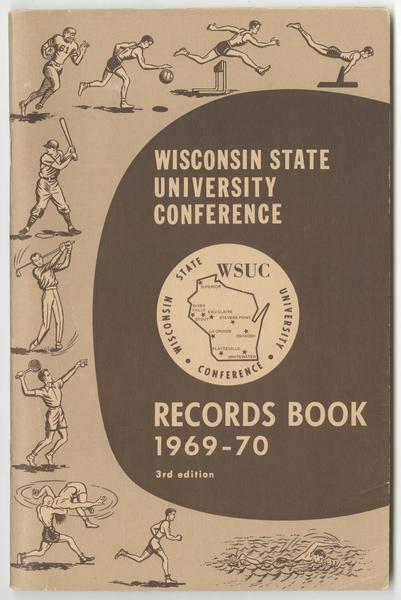 61
WISCONSIN STATE
UNIVERSITY
CONFERENCE
WISCONSIN STATE UNIVERSITY
• CONFERENCE •
WSUC
SUPERIOR
RIVER
FALLS
EAU CLAIRE
STOUT
STEVENS POINT
LA CROSSE
OSHKOSH
PLATTEVILLE
WHITEWATER
RECORDS BOOK
1969-70
3rd edition